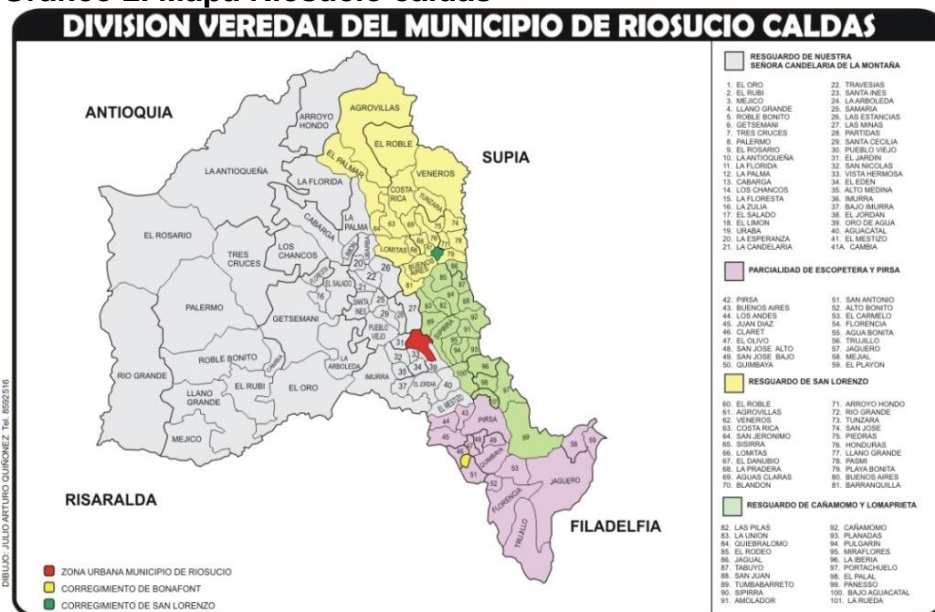 Gráfico 2. Mapa Riosucio caldas
DIVISION VEREDAL DEL MUNICIPIO DE RIOSUCIO CALDAS
ANTIOQUIA
SUPIA
RISARALDA
FILADELFIA
ARROYO HONDO
AGROVILLAS
EL ROBLE
EL PALMAR
VENEROS
LA ANTIOQUEÑA
LA FLORIDA
COSTA RICA
TUNZARA
CABARGA
LA PALMA
LOMITAS
BUENOS AIRES
EL ROSARIO
TRES CRUCES
LOS CHANCOS
EL SALADO
SANTA INES
PALERMO
GETSEMANI
PUEBLO VIEJO
SIPIRRA
ROBLE BONITO
LA ARBOLEDA
RIO GRANDE
EL RUBI
EL ORO
IMURRA
EL JORDAN
LLANO GRANDE
EL MESTIZO
MEJICO
PIRSA
QUIMBAYA
FLORENCIA
JAGUERO
TRUJILLO
ZONA URBANA MUNICIPIO DE RIOSUCIO
CORREGIMIENTO DE BONAFONT
CORREGIMIENTO DE SAN LORENZO
DIBUJO: JULIO ARTURO QUIÑONEZ Tel. 8592516
RESGUARDO DE NUESTRA
SEÑORA CANDELARIA DE LA MONTAÑA
1. EL ORO
2. EL RUBI
3. MEJICO
4. LLANO GRANDE
5. ROBLE BONITO
6. GETSEMANI
7. TRES CRUCES
8. PALERMO
9. EL ROSARIO
10. LA ANTIOQUEÑA
11. LA FLORIDA
12. LA PALMA
13. CABARGA
14. LOS CHANCOS
15. LA FLORESTA
16. LA ZULIA
17. EL SALADO
18. EL LIMON
19. URABA
20. LA ESPERANZA
21. LA CANDELARIA
22. TRAVESIAS
23. SANTA INES
24. LA ARBOLEDA
25. SAMARIA
26. LAS ESTANCIAS
27. LAS MINAS
28. PARTIDAS
29. SANTA CECILIA
30. PUEBLO VIEJO
31. EL JARDIN
32. SAN NICOLAS
33. VISTA HERMOSA
34. EL EDEN
35. ALTO MEDINA
36. IMURRA
37. BAJO IMURRA
38. EL JORDAN
39. ORO DE AGUA
40. AGUACATAL
41. EL MESTIZO
41A. CAMBIA
PARCIALIDAD DE ESCOPETERA Y PIRSA
42. PIRSA
43. BUENOS AIRES
44. LOS ANDES
45. JUAN DIAZ
46. CLARET
47. EL OLIVO
48. SAN JOSE ALTO
49. SAN JOSE BAJO
50. QUIMBAYA
51. SAN ANTONIO
52. ALTO BONITO
53. EL CARMELO
54. FLORENCIA
55. AGUA BONITA
56. TRUJILLO
57. JAGUERO
58. MEJIAL
59. EL PLAYON
RESGUARDO DE SAN LORENZO
60. EL ROBLE
61. AGROVILLAS
62. VENEROS
63. COSTA RICA
64. SAN JERONIMO
65. SISIRRA
66. LOMITAS
67. EL DANUBIO
68. LA PRADERA
69. AGUAS CLARAS
70. BLANDON
71. ARROYO HONDO
72. RIO GRANDE
73. TUNZARA
74. SAN JOSE
75. PIEDRAS
76. HONDURAS
77. LLANO GRANDE
78. PASMI
79. PLAYA BONITA
80. BUENOS AIRES
81. BARRANQUILLA
RESGUARDO DE CAÑAMOMO Y LOMAPRIETA
82. LAS PILAS
83. LA UNION
84. QUIEBRALOMO
85. EL RODEO
86. JAGUAL
87. TABUYO
88. SAN JUAN
89. TUMBABARRETO
90. SIPIRRA
91. AMOLADOR
92. CAÑAMOMO
93. PLANADAS
94. PULGARIN
95. MIRAFLORES
96. LA IBERIA
97. PORTACHUELO
98. EL PALAL
99. PANESSO
100. BAJO AGUACATAL
101. LA RUEDA